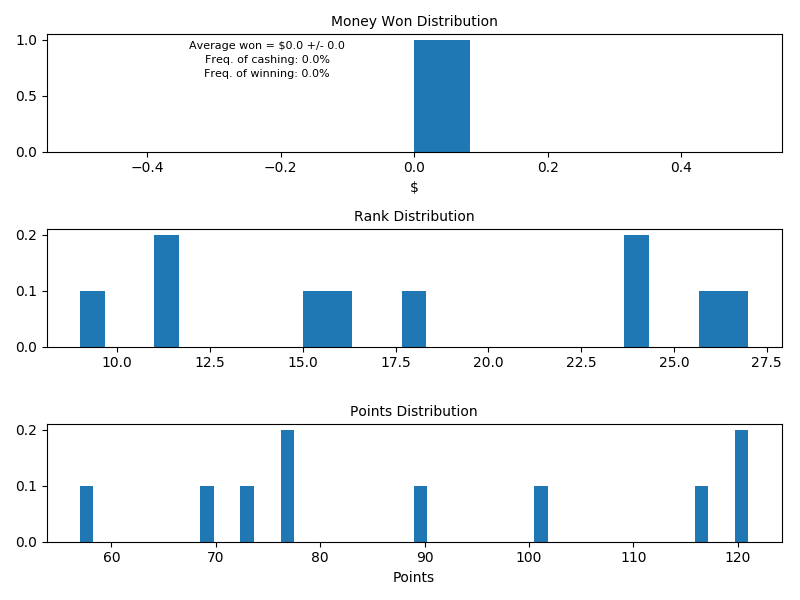 Money Won Distribution
Average won = $0.0 +/- 0.0
Freq. of cashing: 0.0%
Freq. of winning: 0.0%
1.0
0.5
0.0
−0.4 −0.2 0.0 0.2 0.4
$
Rank Distribution
0.2
0.1
0.0
10.0 12.5 15.0 17.5 20.0 22.5 25.0 27.5
Points Distribution
0.2
0.1
0.0
60 70 80 90 100 110 120
Points